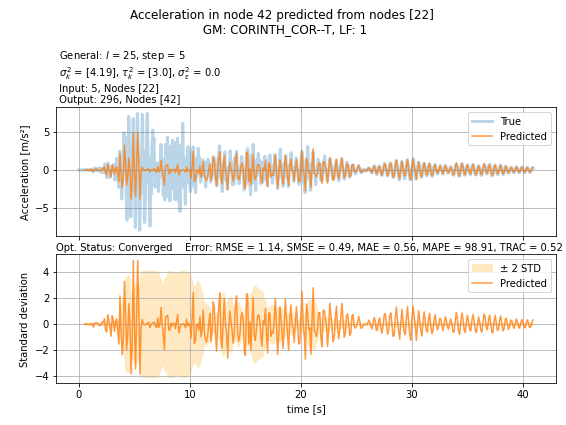 Acceleration in node 42 predicted from nodes [22]
GM: CORINTH_COR--T, LF: 1
General: l = 25, step = 5
σ²ₖ = [4.19], τ²ₖ = [3.0], σ²ε = 0.0
Input: 5, Nodes [22]
Output: 296, Nodes [42]
Acceleration [m/s²]
5
0
−5
True
Predicted
Opt. Status: Converged Error: RMSE = 1.14, SMSE = 0.49, MAE = 0.56, MAPE = 98.91, TRAC = 0.52
Standard deviation
4
2
0
−2
−4
± 2 STD
Predicted
0 10 20 30 40
time [s]